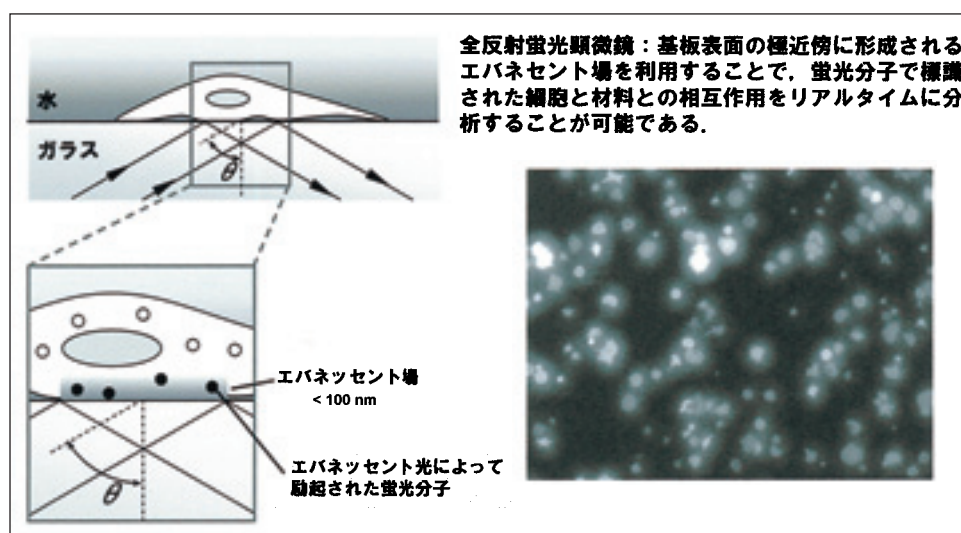 全反射蛍光顕微鏡：基板表面の極近傍に形成される
エバネセント場を利用することで，蛍光分子で標識
された細胞と材料との相互作用をリアルタイムに分
析することが可能である．
水
ガラス
θ
エバネッセント場
< 100 nm
エバネッセント光によって
励起された蛍光分子
θ